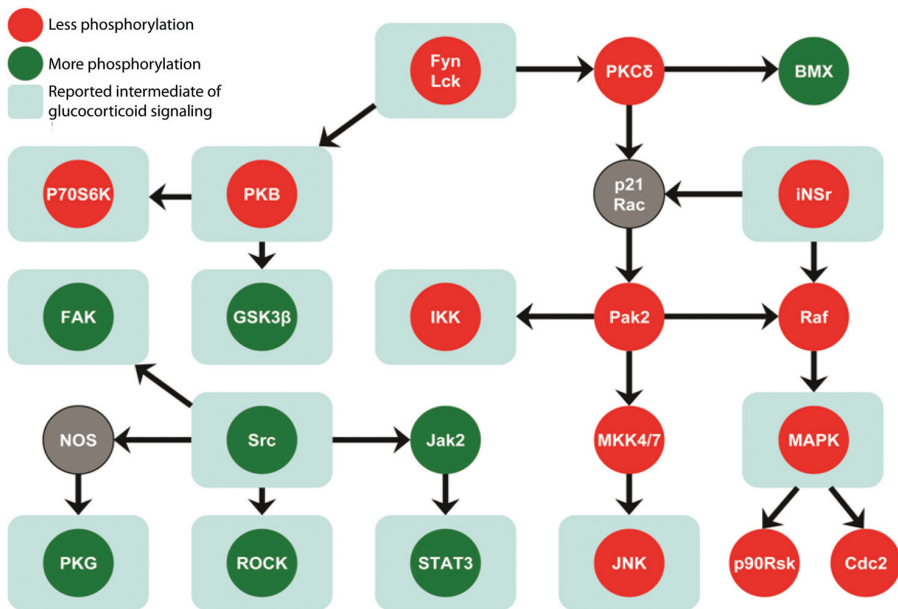 Less phosphorylation
More phosphorylation
Reported intermediate of
glucocorticoid signaling
Fyn
Lck
PKCδ
BMX
P70S6K
PKB
p21
Rac
iNSr
FAK
GSK3β
IKK
Pak2
Raf
NOS
Src
Jak2
MKK4/7
MAPK
PKG
ROCK
STAT3
JNK
p90Rsk
Cdc2